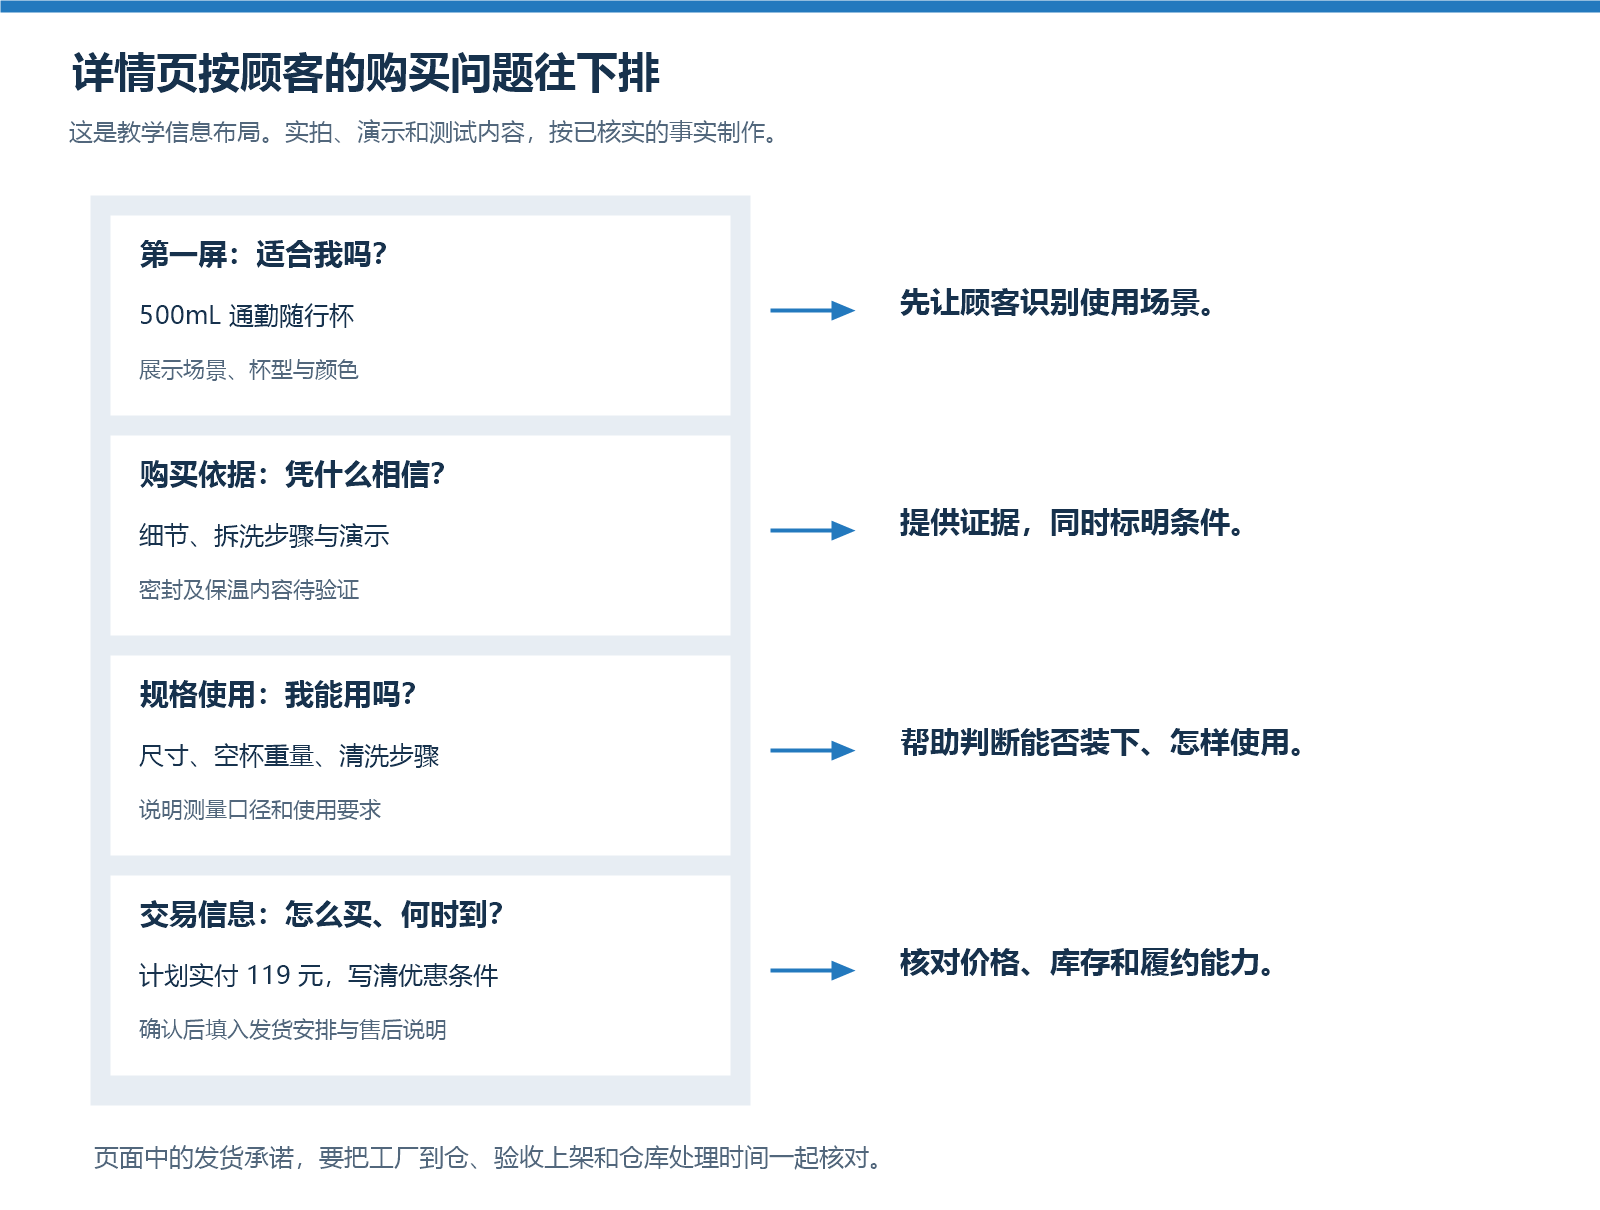 详情页按顾客的购买问题往下排
这是教学信息布局。实拍、演示和测试内容，按已核实的事实制作。
第一屏：适合我吗？
500mL 通勤随行杯
展示场景、杯型与颜色
先让顾客识别使用场景。
购买依据：凭什么相信？
细节、拆洗步骤与演示
密封及保温内容待验证
提供证据，同时标明条件。
规格使用：我能用吗？
尺寸、空杯重量、清洗步骤
说明测量口径和使用要求
帮助判断能否装下、怎样使用。
交易信息：怎么买、何时到？
计划实付 119 元，写清优惠条件
确认后填入发货安排与售后说明
核对价格、库存和履约能力。
页面中的发货承诺，要把工厂到仓、验收上架和仓库处理时间一起核对。